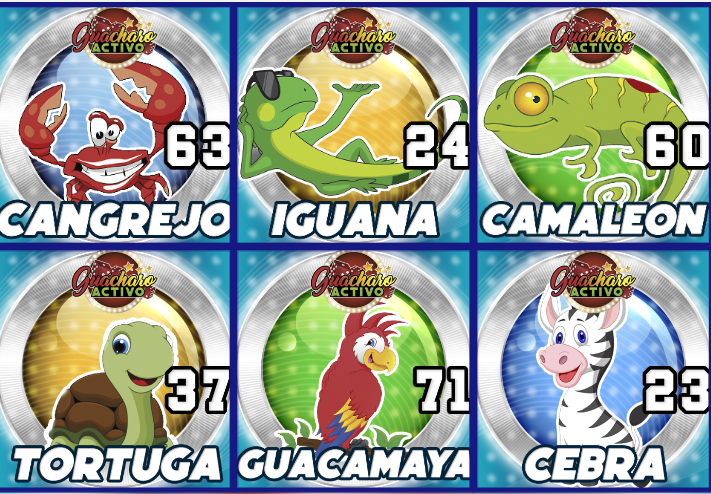 Guacharo
ACTIVO
63
CANGREJO
Guacharo
ACTIVO
24
IGUANA
Guacharo
ACTIVO
60
CAMALEON
Guacharo
ACTIVO
37
TORTUGA
Guacharo
ACTIVO
71
GUACAMAYA
Guacharo
ACTIVO
23
CEBRA